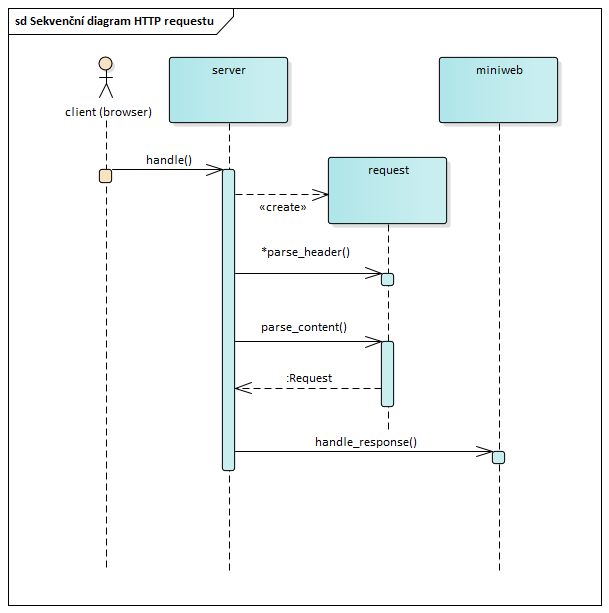 sd Sekvenční diagram HTTP requestu
client (browser)
server
miniweb
handle()
request
«create»
*parse_header()
parse_content()
:Request
handle_response()